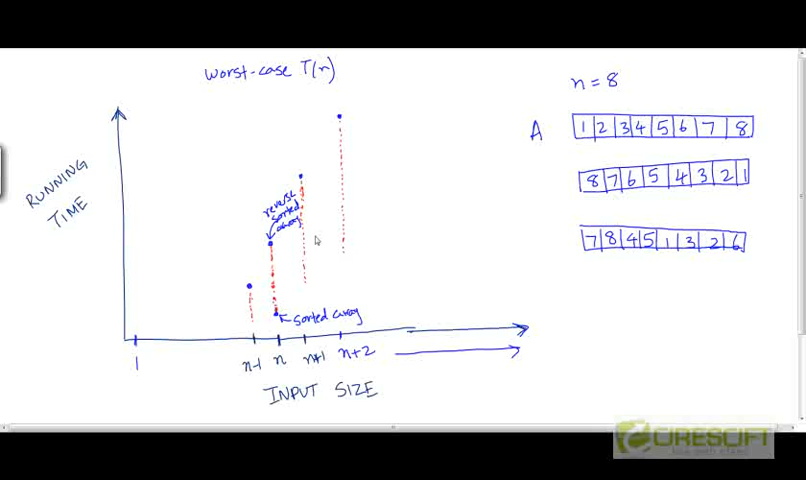 worst-case T(n)
n = 8
A
1 2 3 4 5 6 7 8
8 7 6 5 4 3 2 1
7 8 4 5 1 3 2 6
RUNNING
TIME
reverse
sorted
array
sorted array
1 n-1 n n+1 n+2
INPUT SIZE